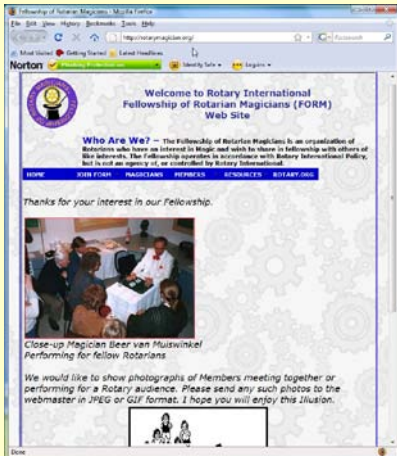 Fellowship of Rotarian Magicians - Mozilla Firefox
File Edit View History Bookmarks Tools Help
http://rotarymagician.org/
Most Visited Getting Started Latest Headlines
Norton Identity Safe Log-ins
Welcome to Rotary International
Fellowship of Rotarian Magicians (FORM)
Web Site
Who Are We? – The Fellowship of Rotarian Magicians is an organization of
Rotarians who have an interest in Magic and wish to share in fellowship with others of
like interests. The Fellowship operates in accordance with Rotary International Policy,
but is not an agency of, or controlled by Rotary International.
HOME JOIN FORM MAGICIANS MEMBERS RESOURCES ROTARY.ORG
Thanks for your interest in our Fellowship.
Close-up Magician Beer van Muiswinkel
Performing for fellow Rotarians
We would like to show photographs of Members meeting together or
performing for a Rotary audience. Please send any such photos to the
webmaster in JPEG or GIF format. I hope you will enjoy this Illusion.
Done